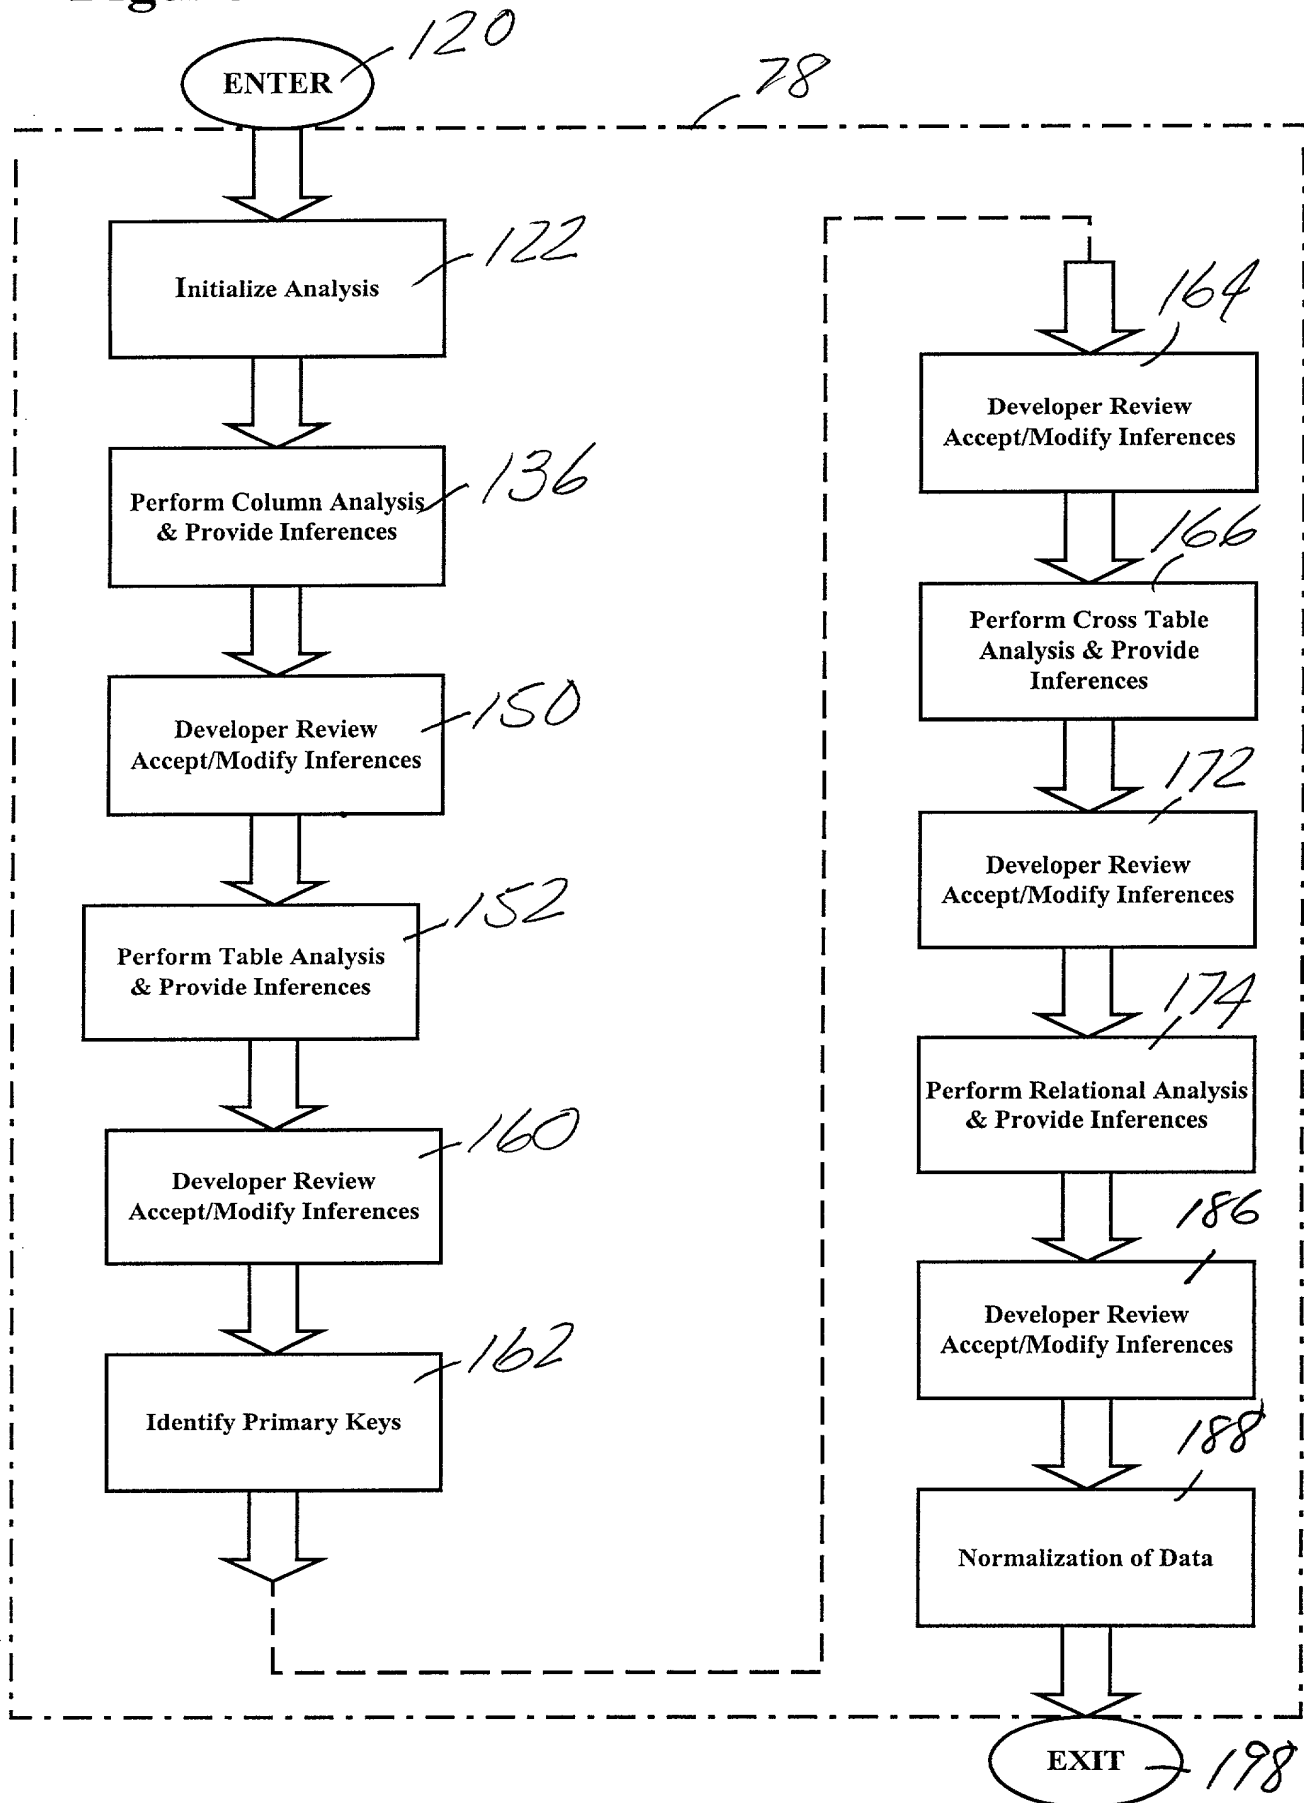 120
ENTER
78
122
Initialize Analysis
136
Perform Column Analysis
& Provide Inferences
150
Developer Review
Accept/Modify Inferences
152
Perform Table Analysis
& Provide Inferences
160
Developer Review
Accept/Modify Inferences
162
Identify Primary Keys
164
Developer Review
Accept/Modify Inferences
166
Perform Cross Table
Analysis & Provide
Inferences
172
Developer Review
Accept/Modify Inferences
174
Perform Relational Analysis
& Provide Inferences
186
Developer Review
Accept/Modify Inferences
188
Normalization of Data
EXIT
198